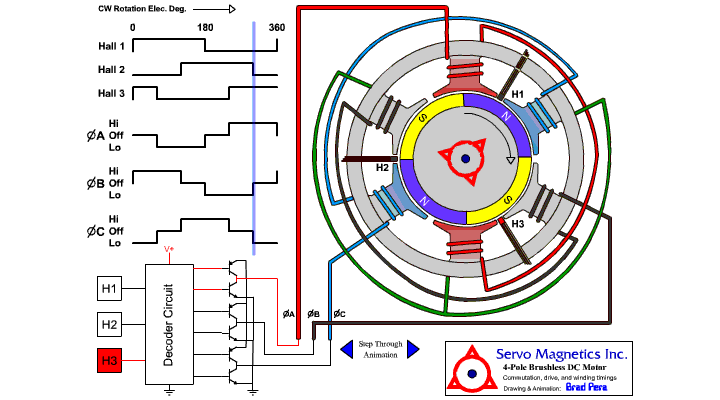 CW Rotation Elec. Deg.
0 180 360
Hall 1
Hall 2
Hall 3
Hi
ØA Off
Lo
Hi
ØB Off
Lo
Hi
ØC Off
Lo
V+
H1
H2
H3
Decoder Circuit
ØA ØB ØC
Step Through
Animation
H1
H2
H3
S
N
N
S
Servo Magnetics Inc.
4-Pole Brushless DC Motor
Commutation, drive, and winding timings
Drawing & Animation: Brad Pera